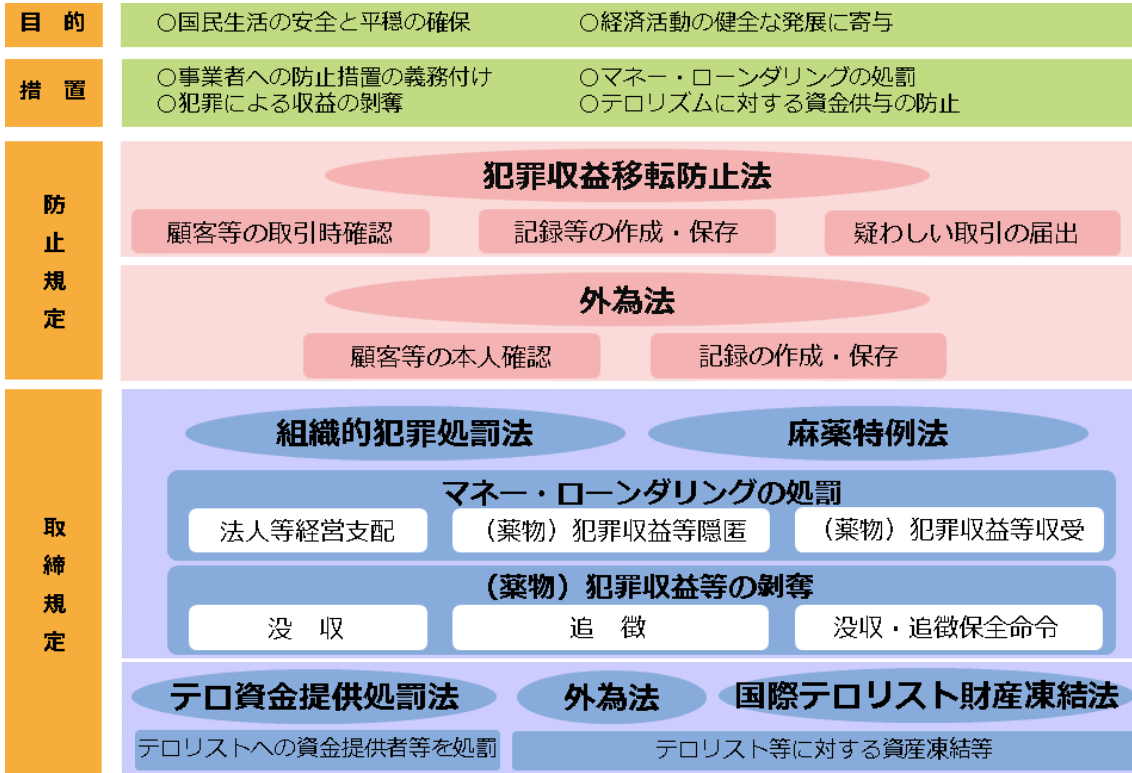 目 的
○国民生活の安全と平穏の確保
○経済活動の健全な発展に寄与
措 置
○事業者への防止措置の義務付け
○マネー・ローンダリングの処罰
○犯罪による収益の剝奪
○テロリズムに対する資金供与の防止
防止規定
犯罪収益移転防止法
顧客等の取引時確認
記録等の作成・保存
疑わしい取引の届出
外為法
顧客等の本人確認
記録の作成・保存
取締規定
組織的犯罪処罰法
麻薬特例法
マネー・ローンダリングの処罰
法人等経営支配
(薬物)犯罪収益等隠匿
(薬物)犯罪収益等収受
(薬物)犯罪収益等の剝奪
没 収
追 徴
没収・追徴保全命令
テロ資金提供処罰法
外為法
国際テロリスト財産凍結法
テロリストへの資金提供者等を処罰
テロリスト等に対する資産凍結等